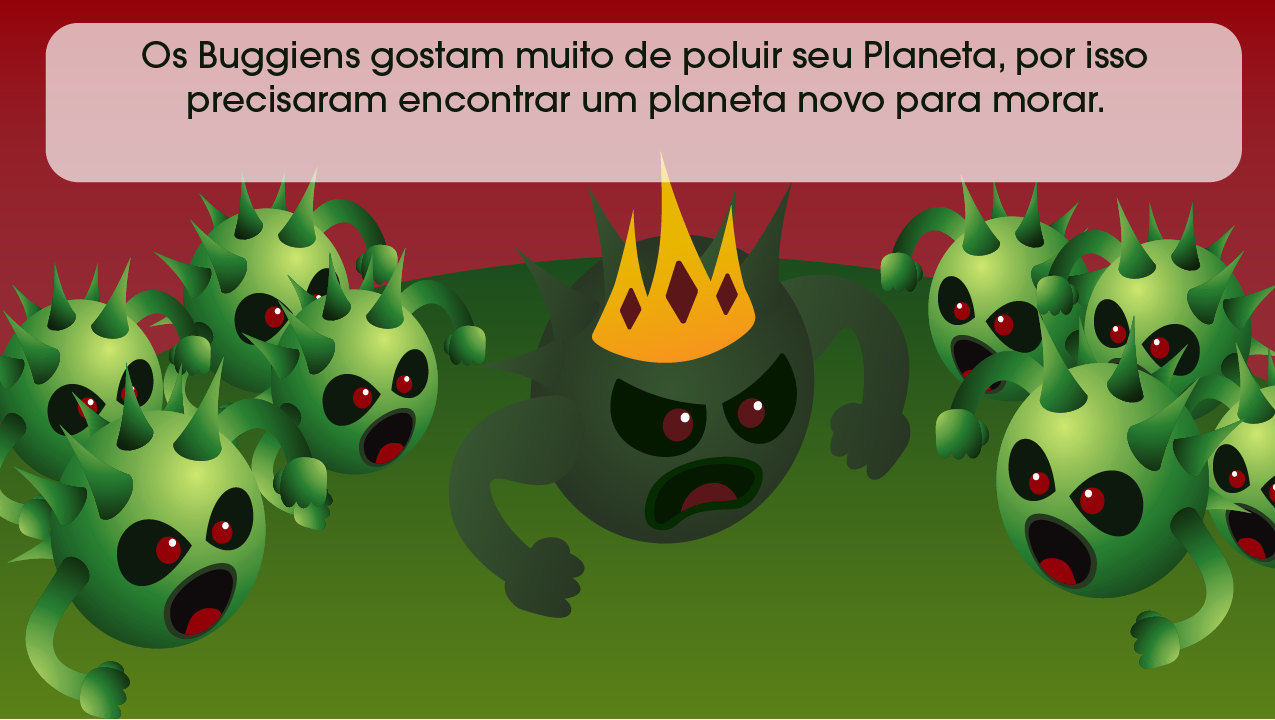 Os Buggiens gostam muito de poluir seu Planeta, por isso
precisaram encontrar um planeta novo para morar.